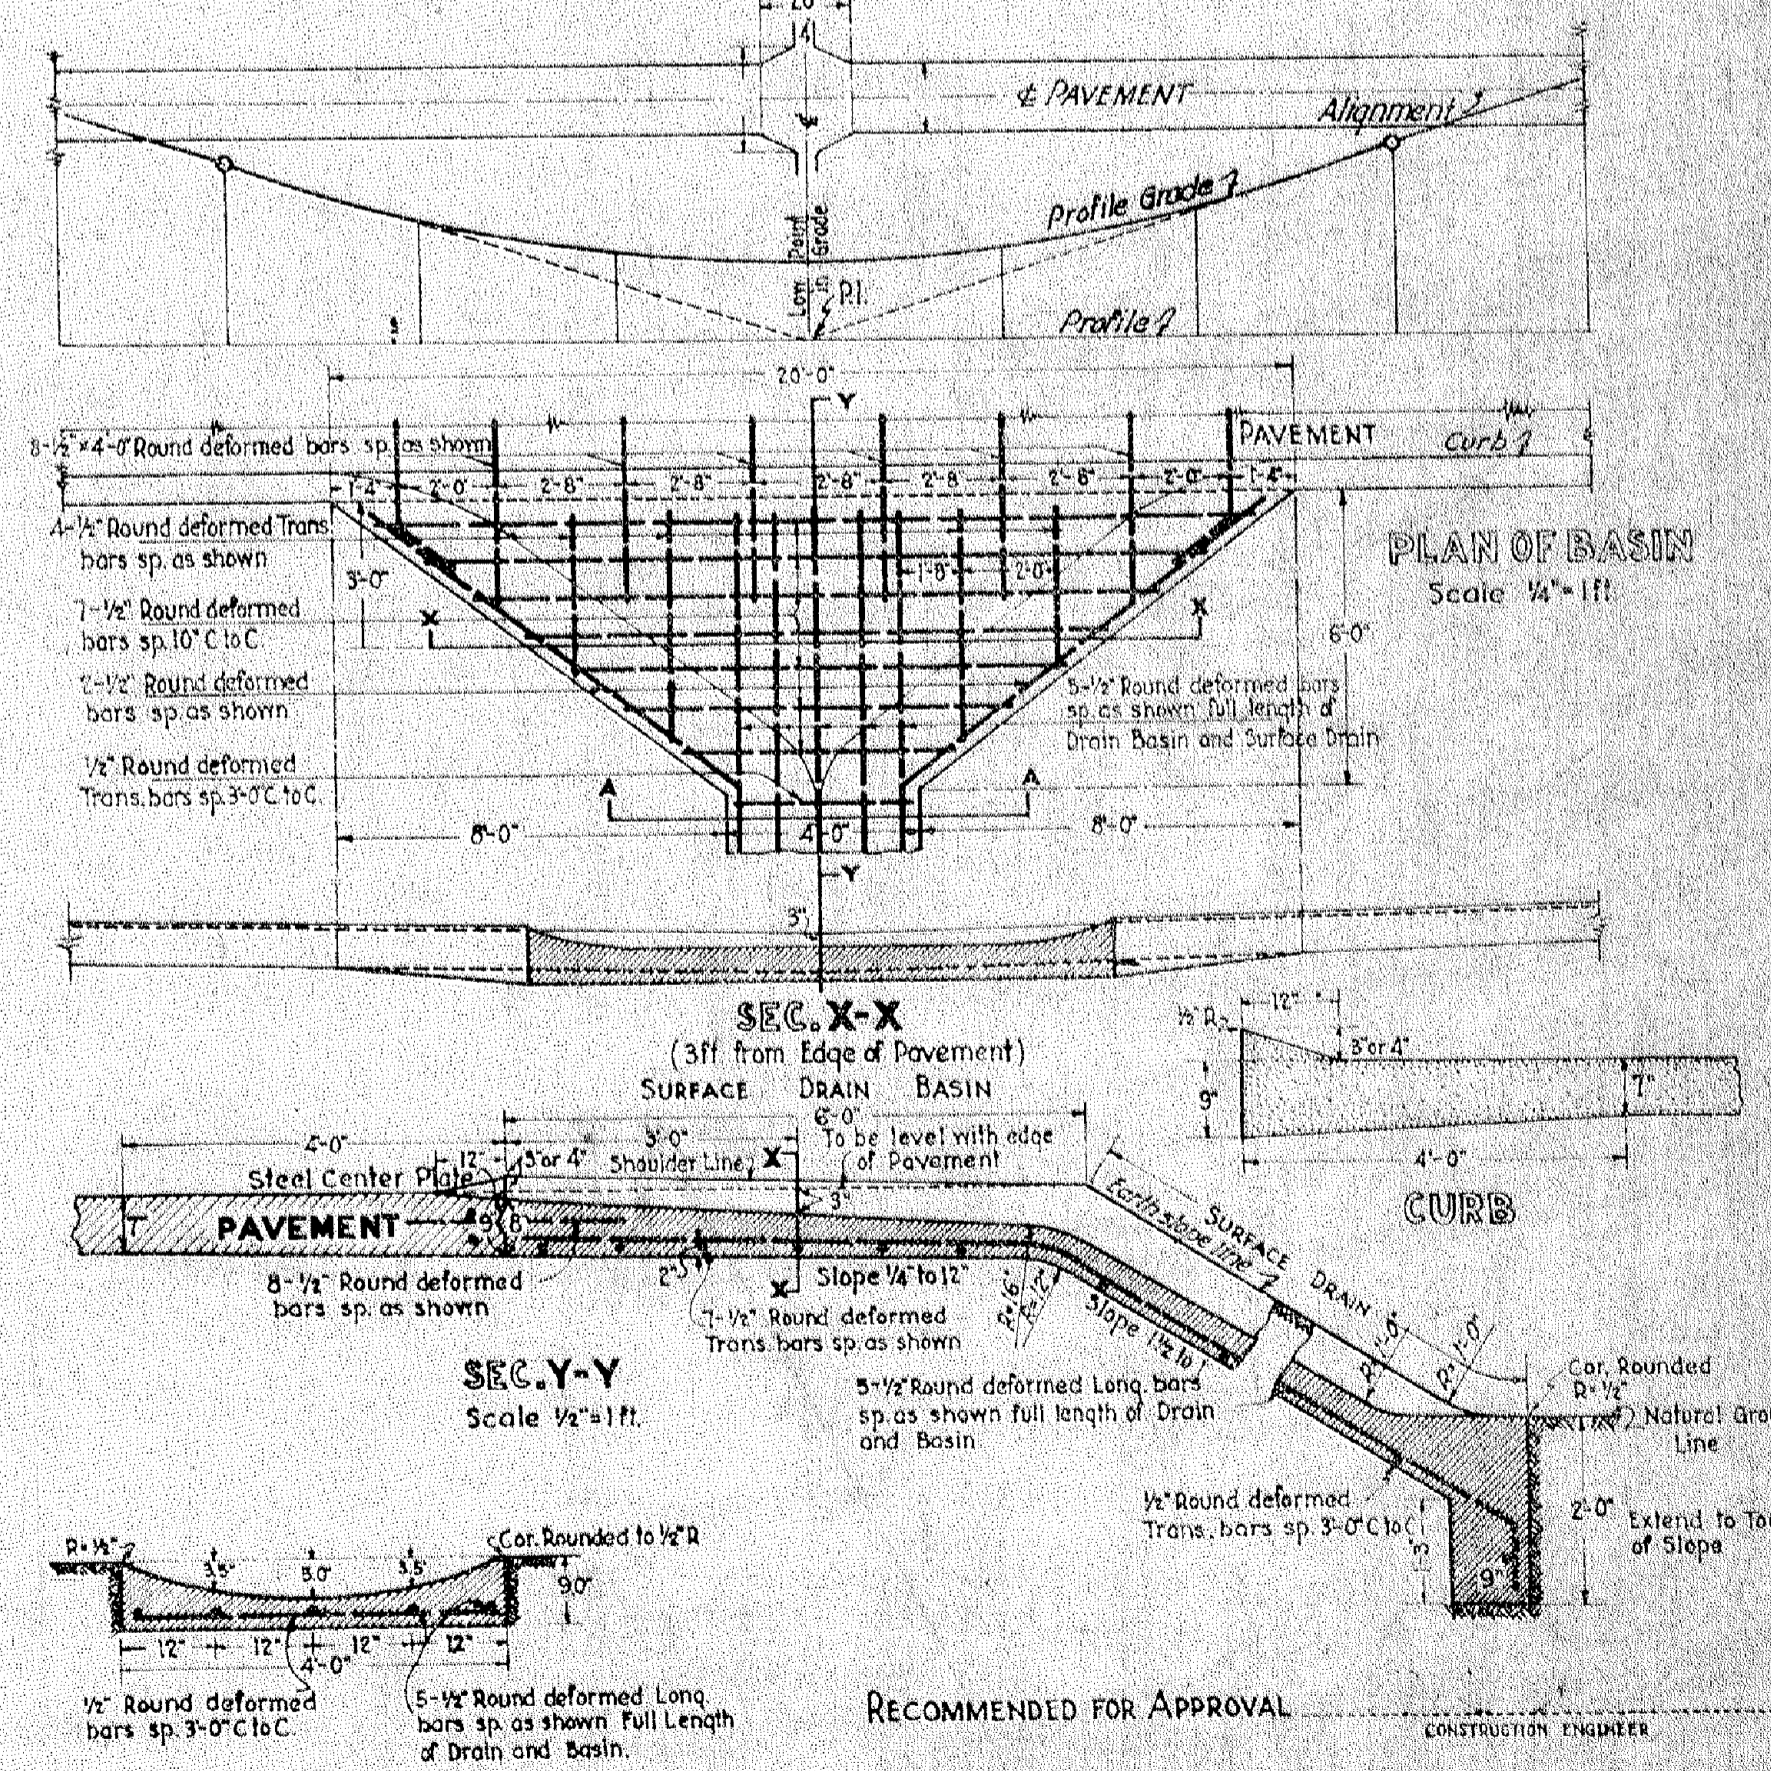 20'
4'
℄ PAVEMENT
Alignment
Profile Grade
Low Point
in Grade
P.I.
Profile
20'-0"
Y
8-½"x4'-0" Round deformed bars sp. as shown
PAVEMENT
Curb
1'-4" 2'-0" 2'-8" 2'-8" 2'-8" 2'-8" 2'-8" 2'-0" 1'-4"
4-½" Round deformed Trans.
bars sp. as shown
3'-0"
1'-8" 2'-0"
PLAN OF BASIN
Scale ¼"=1ft
7-½" Round deformed
bars sp. 10" C to C
X X
6'-0"
2-½" Round deformed
bars sp. as shown
5-½" Round deformed bars
sp. as shown full length of
Drain Basin and Surface Drain
½" Round deformed
Trans. bars sp. 3'-0" C to C
A A
8'-0" 4'-0" 8'-0"
Y
3"
SEC. X-X
(3ft from Edge of Pavement)
SURFACE DRAIN BASIN
½" R.
12"
3" or 4"
9"
7"
4'-0"
CURB
6'-0"
4'-0"
3'-0"
To be level with edge
of Pavement
12"
3" or 4"
Shoulder Line
X
Steel Center Plate
3"
T
PAVEMENT
9" 8"
8-½" Round deformed
bars sp. as shown
2"
X
Slope ¼" to 12"
7-½" Round deformed
Trans. bars sp. as shown
R=16"
R=12"
Earth slope line
SURFACE DRAIN
Slope 1½ to 1
SEC. Y-Y
Scale ½"=1ft.
5-½" Round deformed Long. bars
sp. as shown full length of Drain
and Basin.
R=1'-0"
R=1'-0"
Cor. Rounded
R=½"
Natural Gro
Line
½" Round deformed
Trans. bars sp. 3'-0" C to C
3"
9"
2'-0"
Extend to To
of Slope
R=½"
Cor. Rounded to ½"R
3.5" 5.0" 3.5"
9.0"
12" 12" 12" 12"
4'-0"
½" Round deformed
bars sp. 3'-0" C to C.
5-½" Round deformed Long.
bars sp. as shown Full Length
of Drain and Basin.
RECOMMENDED FOR APPROVAL
CONSTRUCTION ENGINEER